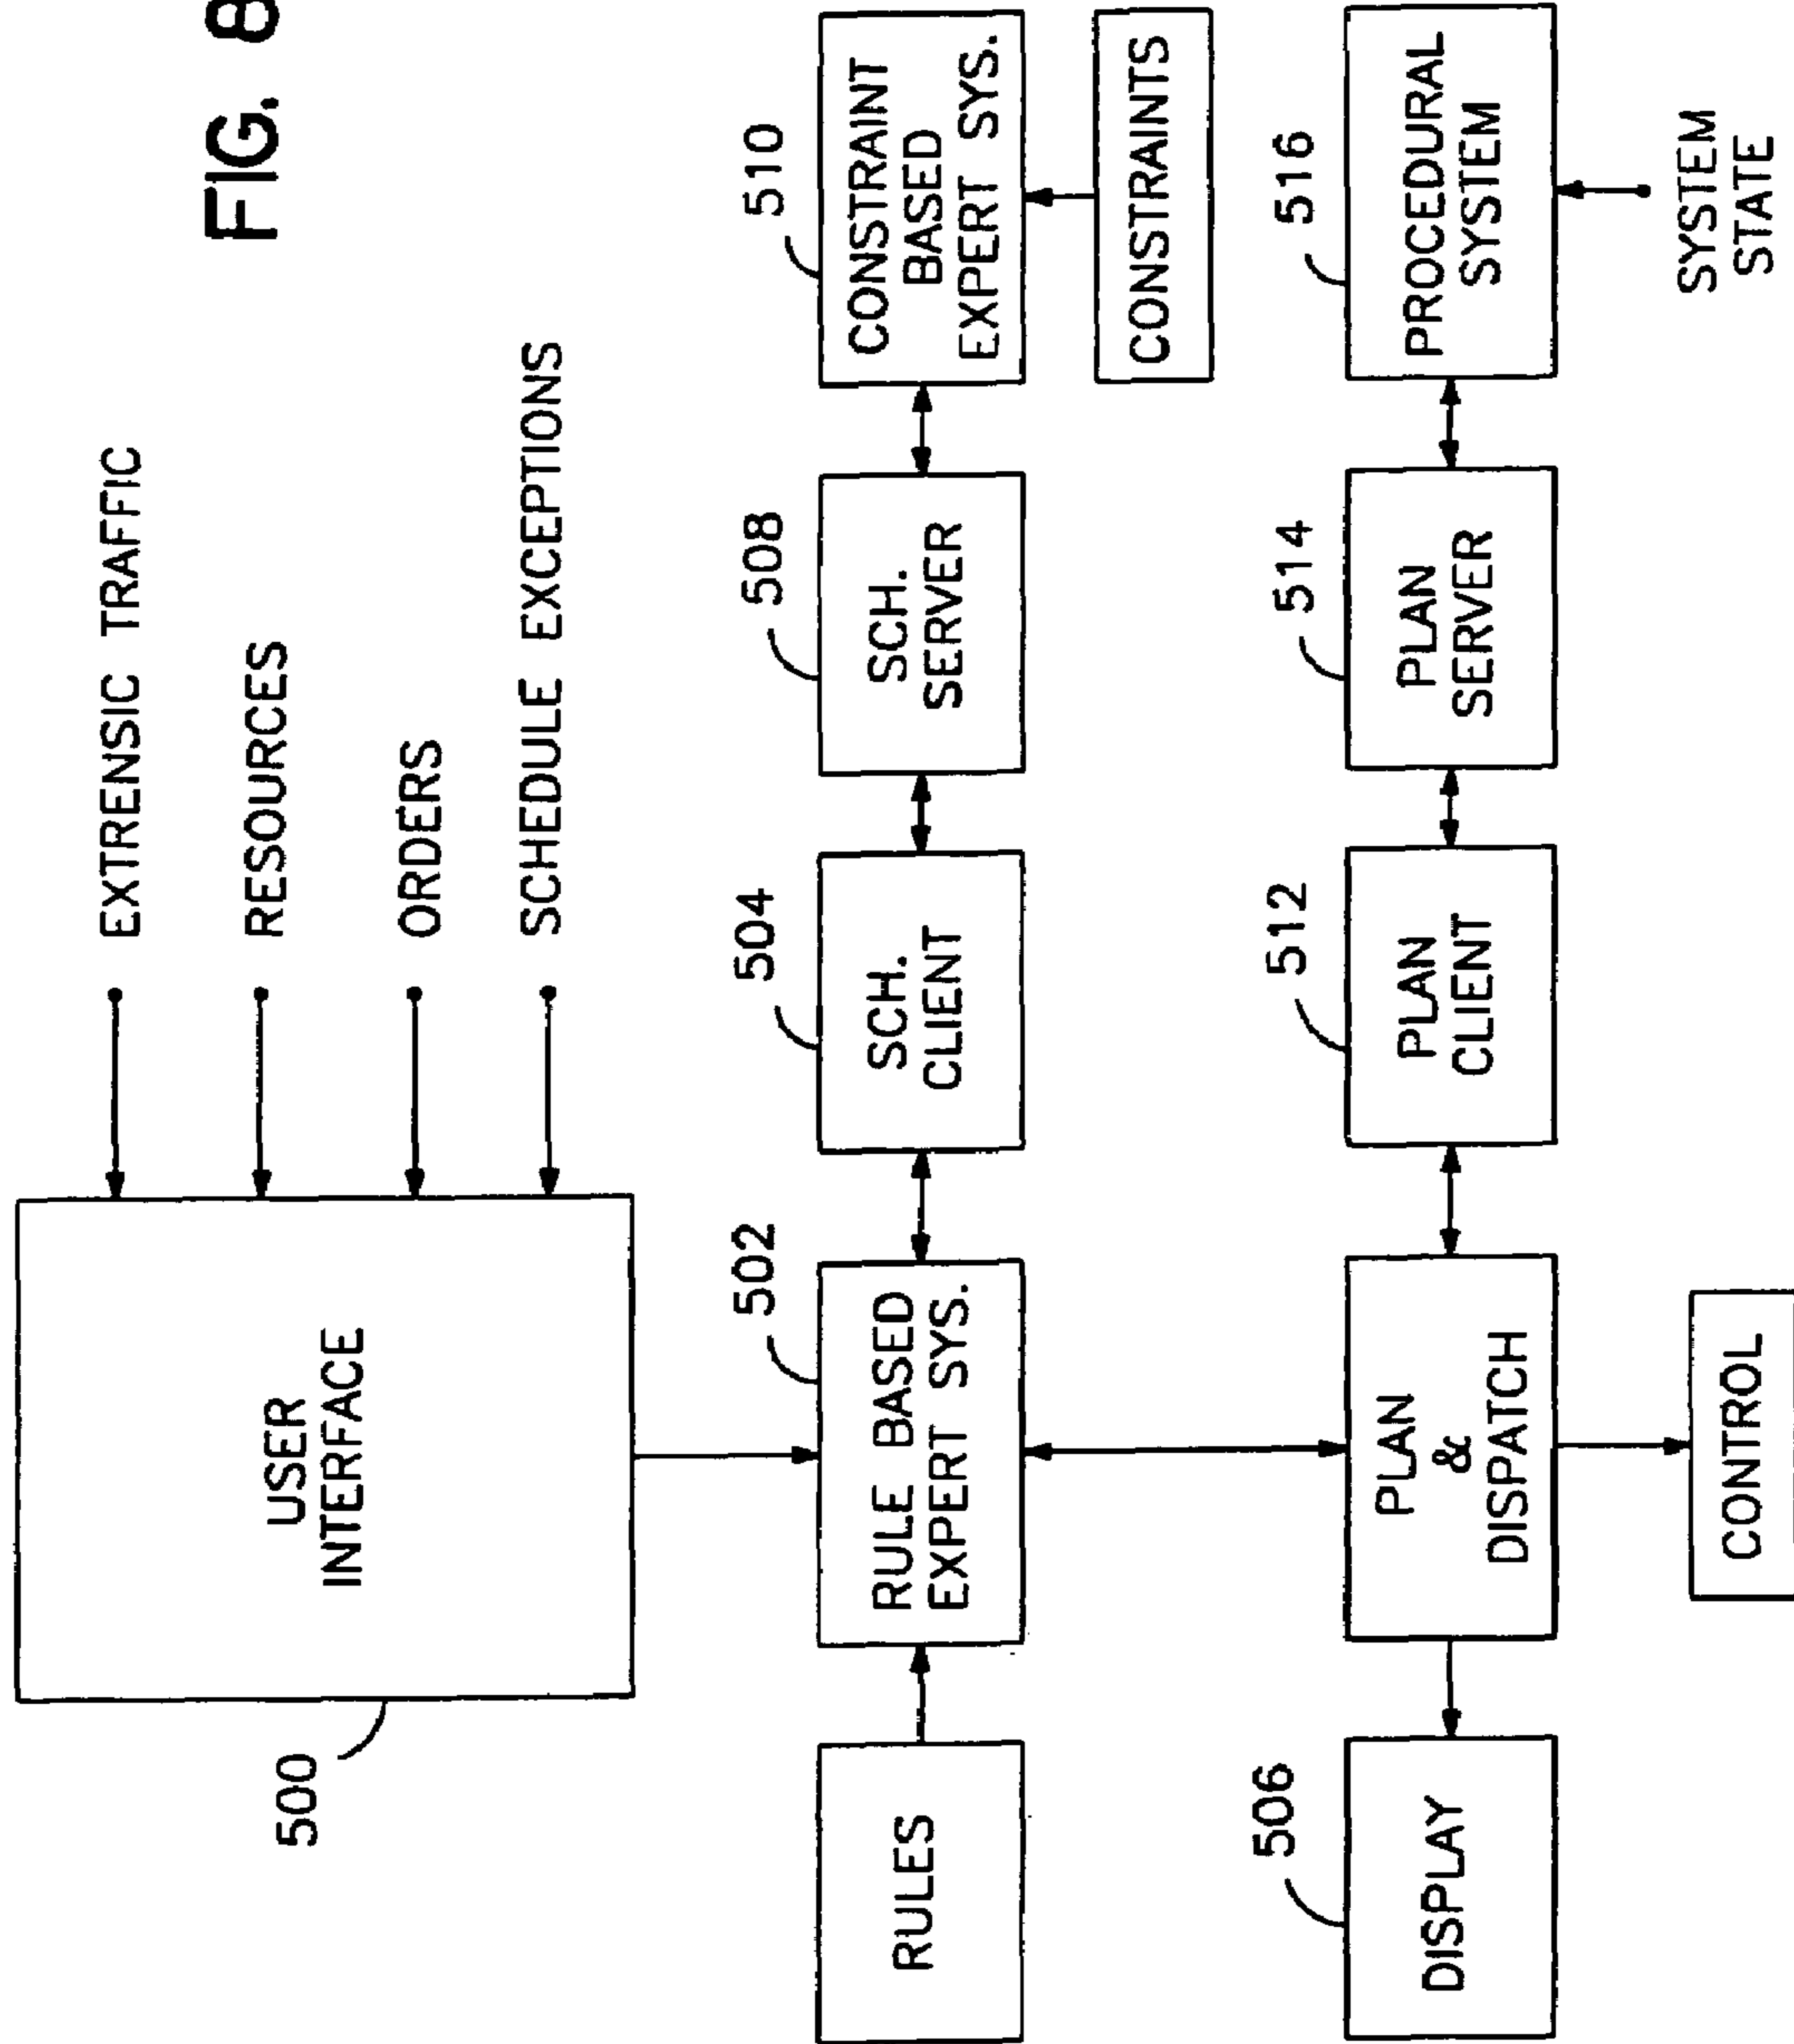 FIG. 8
EXTRENSIC TRAFFIC
RESOURCES
ORDERS
SCHEDULE EXCEPTIONS
USER
INTERFACE
500
RULES
502
RULE BASED
EXPERT SYS.
504
SCH.
CLIENT
508
SCH.
SERVER
510
CONSTRAINT
BASED
EXPERT SYS.
CONSTRAINTS
506
DISPLAY
PLAN
&
DISPATCH
512
PLAN
CLIENT
514
PLAN
SERVER
516
PROCEDURAL
SYSTEM
CONTROL
SYSTEM
STATE